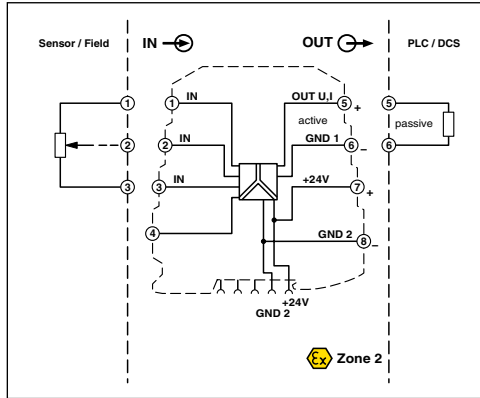 Sensor / Field
IN
OUT
PLC / DCS
1
1
IN
OUT U,I
5
+
5
active
passive
2
2
IN
GND 1
6
–
6
3
3
IN
+24V
7
+
4
GND 2
8
–
+24V
GND 2
Ex Zone 2